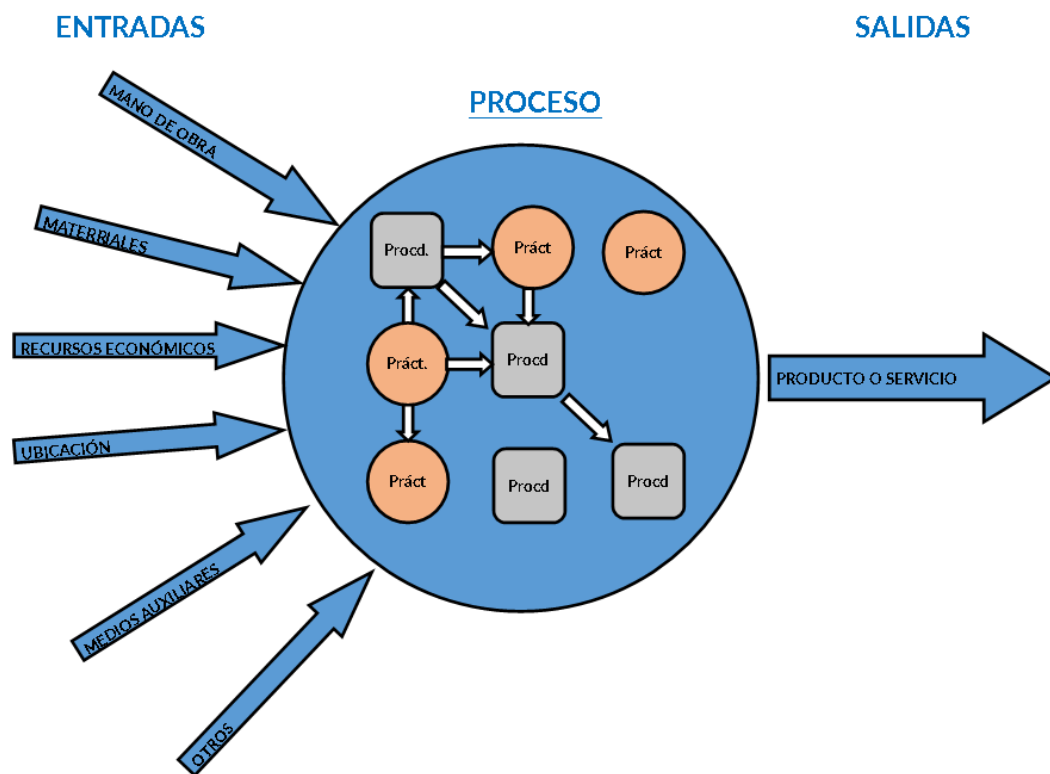 ENTRADAS
SALIDAS
PROCESO
MANO DE OBRA
MATERRIALES
RECURSOS ECONÓMICOS
UBICACIÓN
MEDIOS AUXILIARES
OTROS
Procd.
Práct
Práct
Práct.
Procd
Práct
Procd
Procd
PRODUCTO O SERVICIO